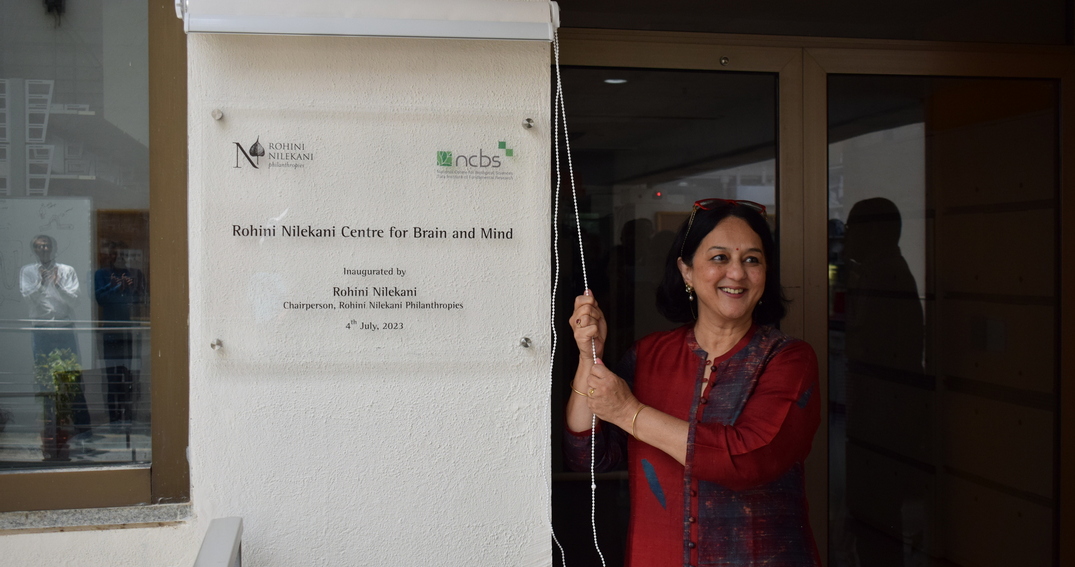 ROHINI
NILEKANI
philanthropies
ncbs
Rohini Nilekani Centre for Brain and Mind
Inaugurated by
Rohini Nilekani
Chairperson, Rohini Nilekani Philanthropies
4th July, 2023